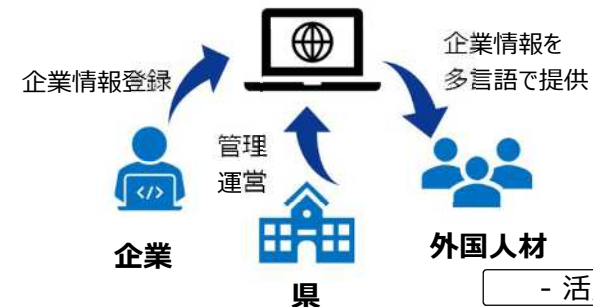 企業情報登録
企業情報を
多言語で提供
管理
運営
</>
企業
外国人材
県
- 活